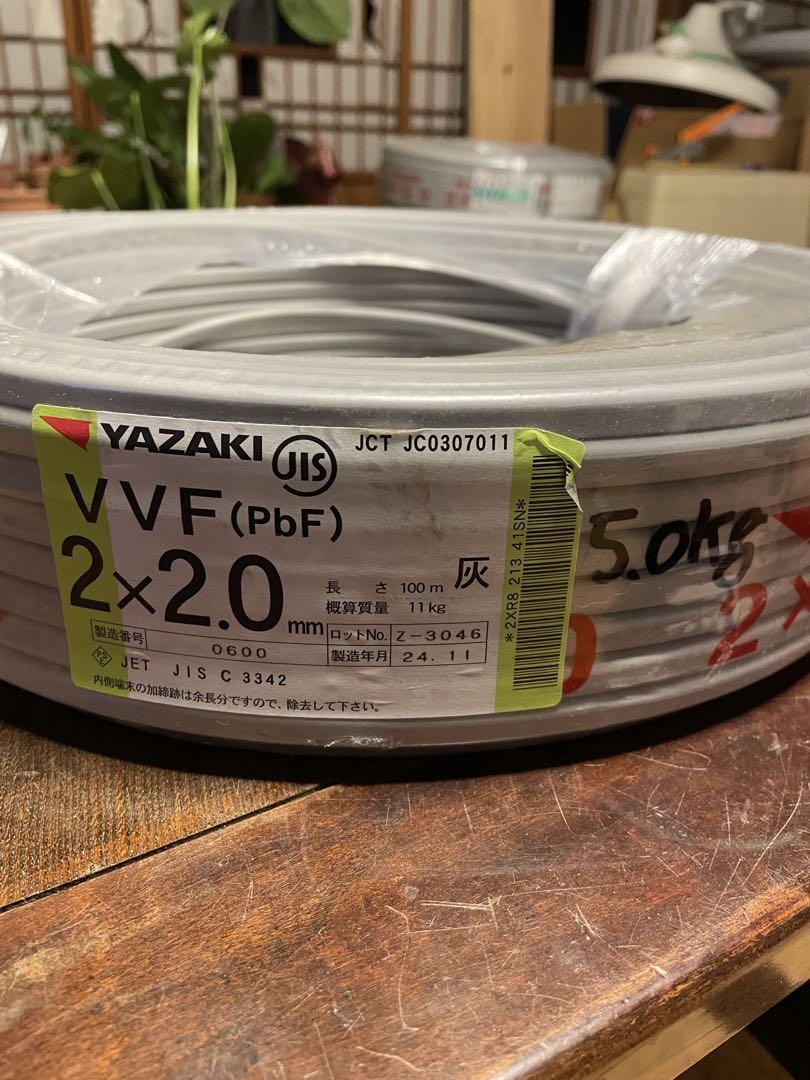 YAZAKI JIS JCT JC0307011
VVF(PbF)
2×2.0mm
長さ 100m 灰
概算質量 11kg
製造番号 0600 ロットNo. Z-3046
製造年月 24.11
PSE JET JIS C 3342
内側端末の加締跡は余長分ですので、除去して下さい。
*2XR8 213 41SN*
5.0kg
2×